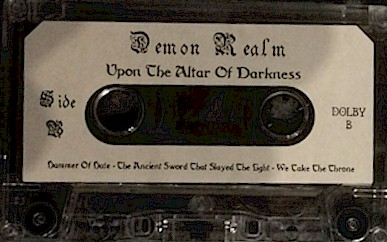 Demon Realm
Upon The Altar Of Darkness
Side
B
DOLBY
B
Hammer Of Hate - The Ancient Sword That Slayed The Light - We Take The Throne